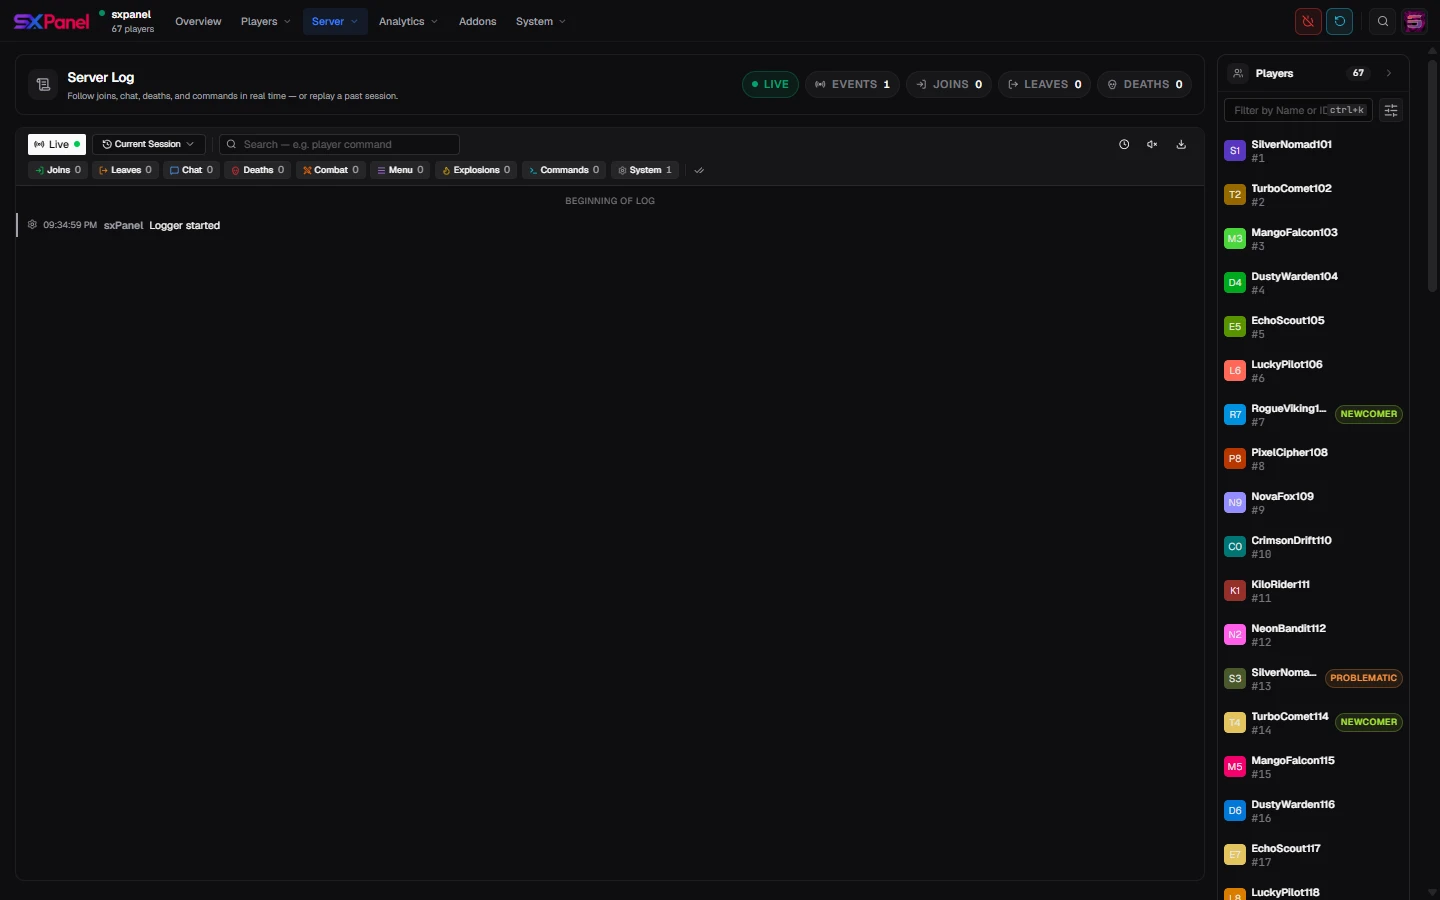 SXPanel
sxpanel
67 players
Overview
Players
Server
Analytics
Addons
System
Server Log
Follow joins, chat, deaths, and commands in real time — or replay a past session.
LIVE
EVENTS 1
JOINS 0
LEAVES 0
DEATHS 0
Live
Current Session
Search — e.g. player command
Joins 0
Leaves 0
Chat 0
Deaths 0
Combat 0
Menu 0
Explosions 0
Commands 0
System 1
BEGINNING OF LOG
09:34:59 PM sxPanel Logger started
Players 67
Filter by Name or ID ctrl+k
S1 SilverNomad101
#1
T2 TurboComet102
#2
M3 MangoFalcon103
#3
D4 DustyWarden104
#4
E5 EchoScout105
#5
L6 LuckyPilot106
#6
R7 RogueViking1... NEWCOMER
#7
P8 PixelCipher108
#8
N9 NovaFox109
#9
C0 CrimsonDrift110
#10
K1 KiloRider111
#11
N2 NeonBandit112
#12
S3 SilverNoma... PROBLEMATIC
#13
T4 TurboComet114 NEWCOMER
#14
M5 MangoFalcon115
#15
D6 DustyWarden116
#16
E7 EchoScout117
#17
L8 LuckyPilot118